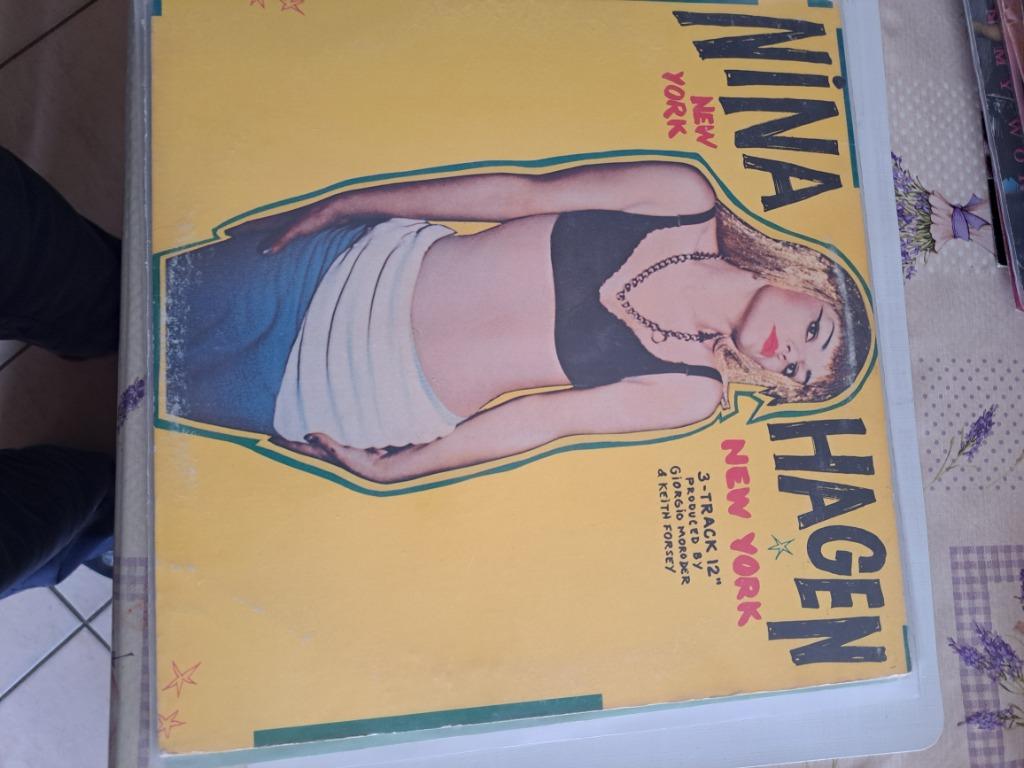 NiNA HAGEN
NEW
YORK
NEW YORK
3-TRACK 12"
PRODUCED BY
GIORGIO MORODER
& KEITH FORSEY